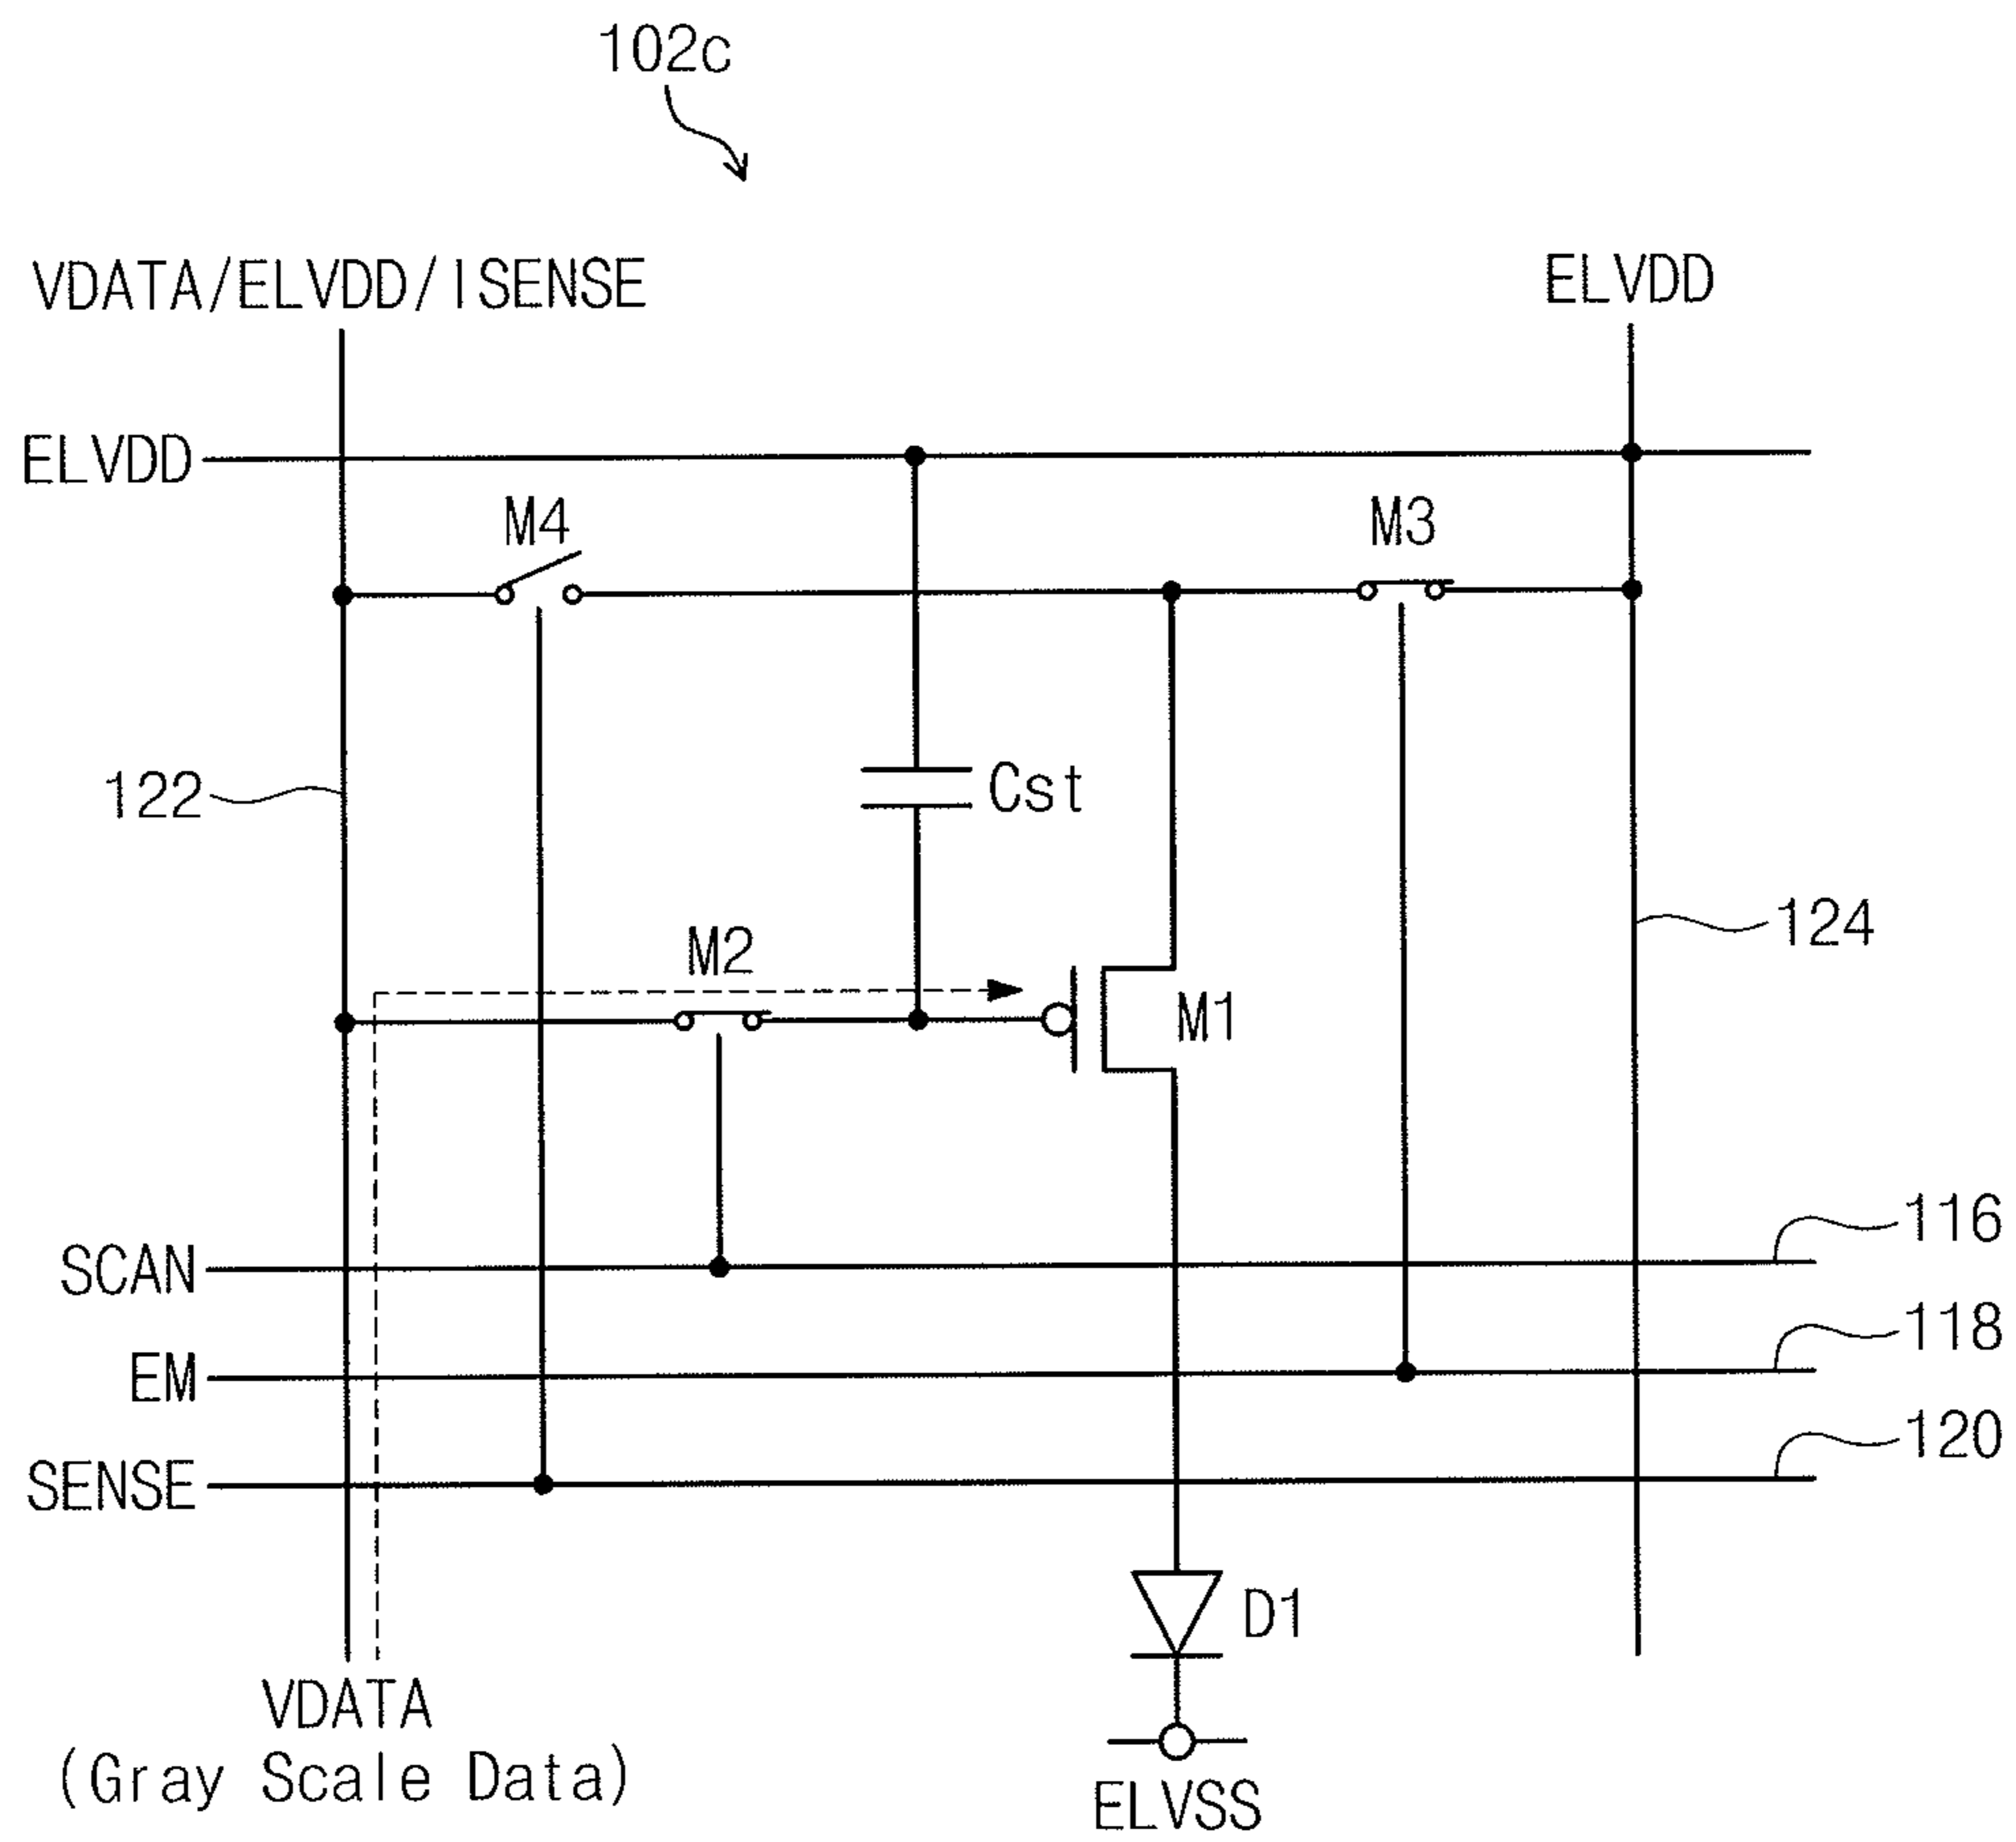 102c
VDATA/ELVDD/ISENSE
ELVDD
ELVDD
M4
M3
122
Cst
124
M2
M1
116
SCAN
118
EM
120
SENSE
D1
VDATA
(Gray Scale Data)
ELVSS